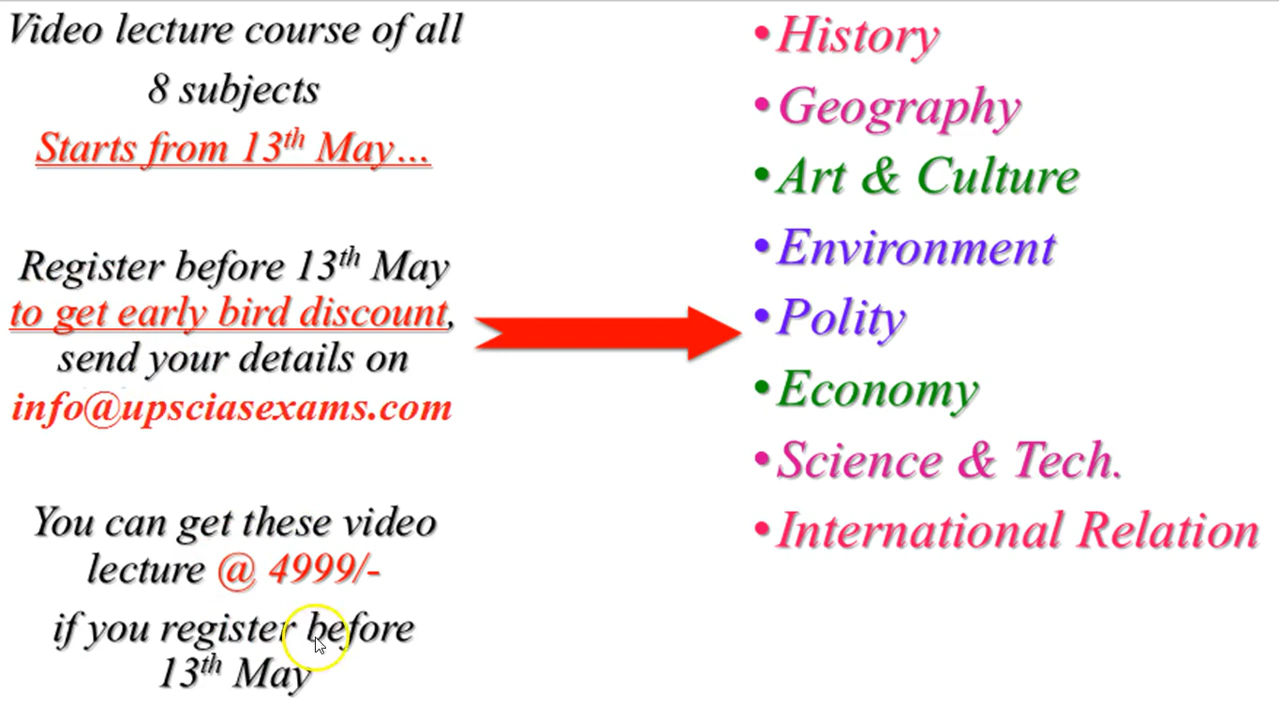 Video lecture course of all
8 subjects
Starts from 13th May...
Register before 13th May
to get early bird discount,
send your details on
info@upsciasexams.com
You can get these video
lecture @ 4999/-
if you register before
13th May
•History
•Geography
•Art & Culture
•Environment
•Polity
•Economy
•Science & Tech.
•International Relation